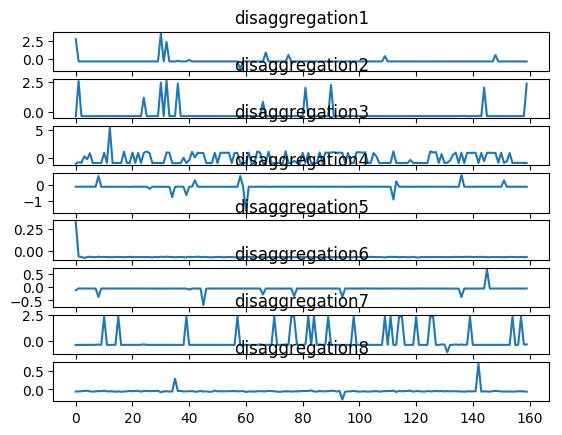 disaggregation1
2.5
0.0
disaggregation2
2.5
0.0
disaggregation3
5
0
disaggregation4
0
−1
disaggregation5
0.25
0.00
disaggregation6
0.5
0.0
−0.5
disaggregation7
2.5
0.0
disaggregation8
0.5
0.0
0 20 40 60 80 100 120 140 160